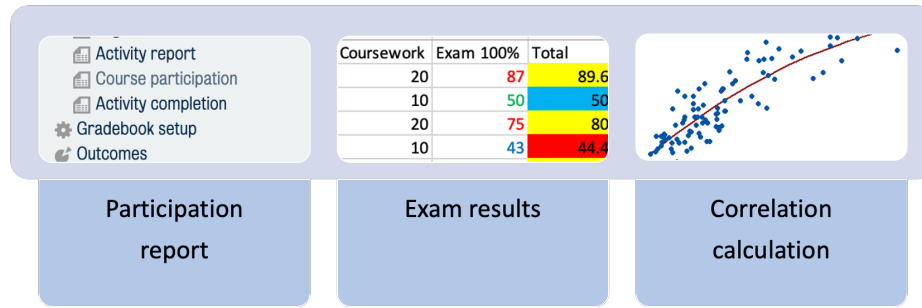 Activity report
Course participation
Activity completion
Gradebook setup
Outcomes
Coursework Exam 100% Total
20 87 89.6
10 50 50
20 75 80
10 43 44.4
Participation
report
Exam results
Correlation
calculation